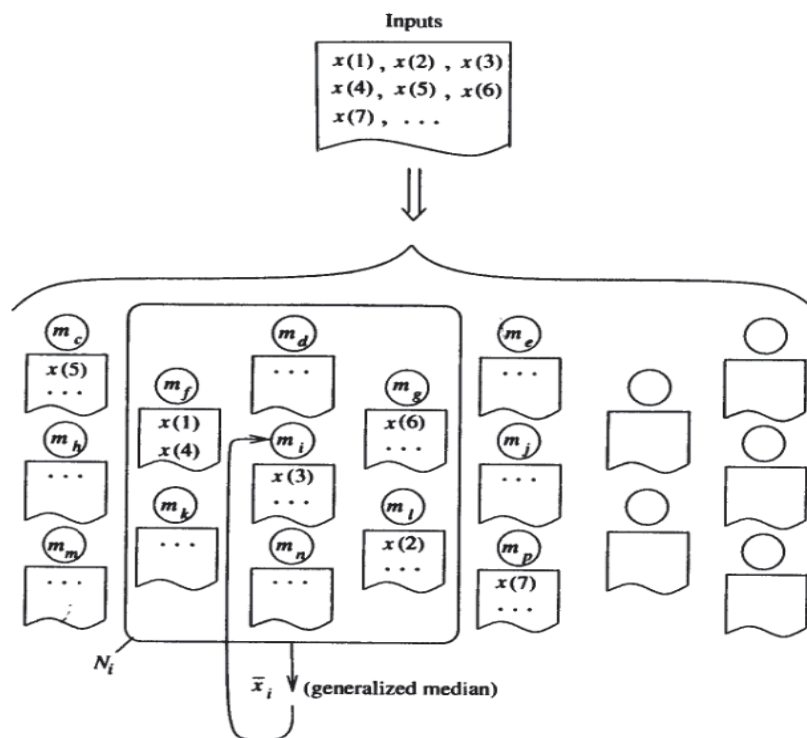 Inputs
x(1) , x(2) , x(3)
x(4), x(5) , x(6)
x(7) , . . .
m_c
x(5)
. . .
m_h
. . .
m_m
. . .
m_f
x(1)
x(4)
m_k
. . .
m_d
. . .
m_i
x(3)
. . .
m_n
. . .
m_g
x(6)
. . .
m_l
x(2)
. . .
m_e
. . .
m_j
. . .
m_p
x(7)
. . .
N_i
x̄_i (generalized median)